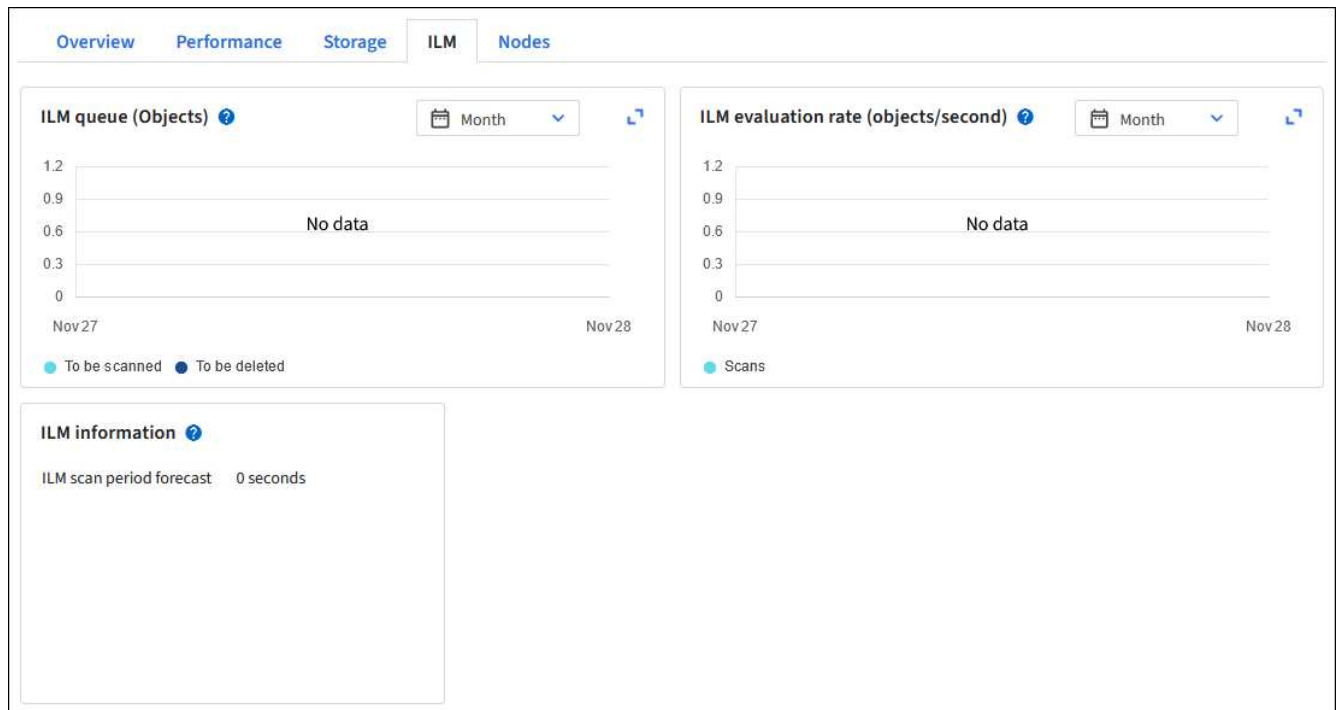 Overview Performance Storage ILM Nodes
ILM queue (Objects) ? Month
1.2
0.9
0.6
0.3
0
No data
Nov 27 Nov 28
To be scanned To be deleted
ILM evaluation rate (objects/second) ? Month
1.2
0.9
0.6
0.3
0
No data
Nov 27 Nov 28
Scans
ILM information ?
ILM scan period forecast 0 seconds